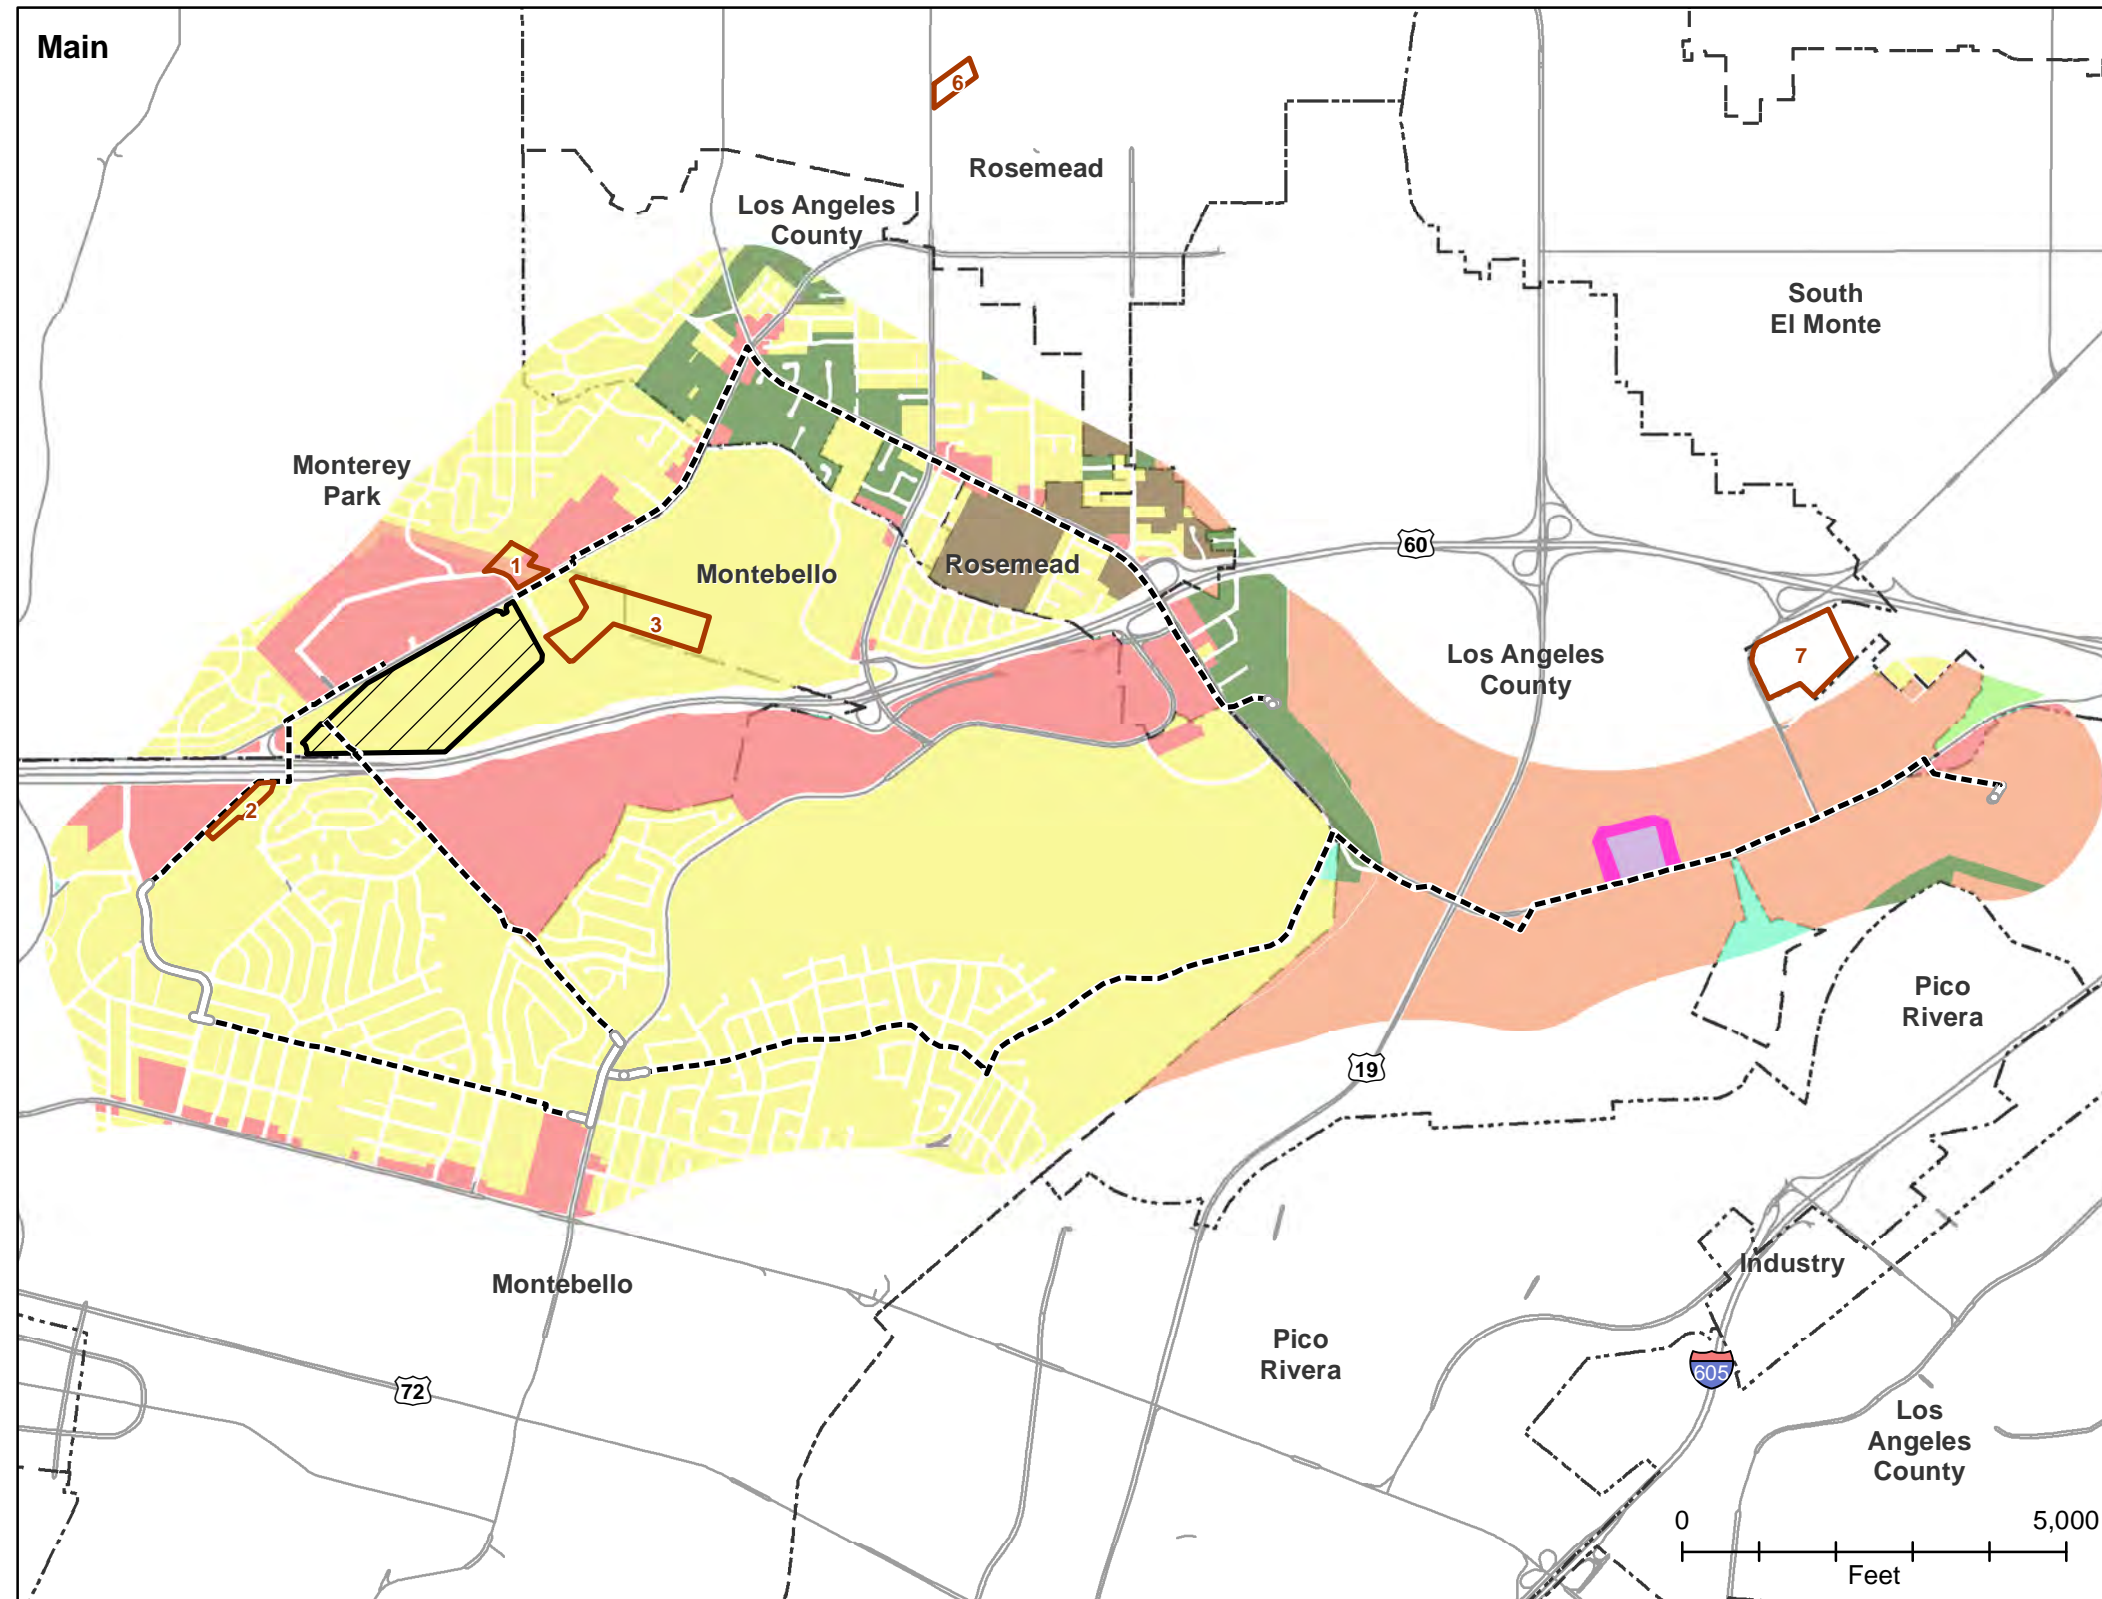 Main
6
Rosemead
Los Angeles
County
South
El Monte
Monterey
Park
60
1
Montebello
Rosemead
3
Los Angeles
County
7
2
Pico
Rivera
19
Industry
Montebello
Pico
Rivera
605
72
Los
Angeles
County
0
5,000
Feet